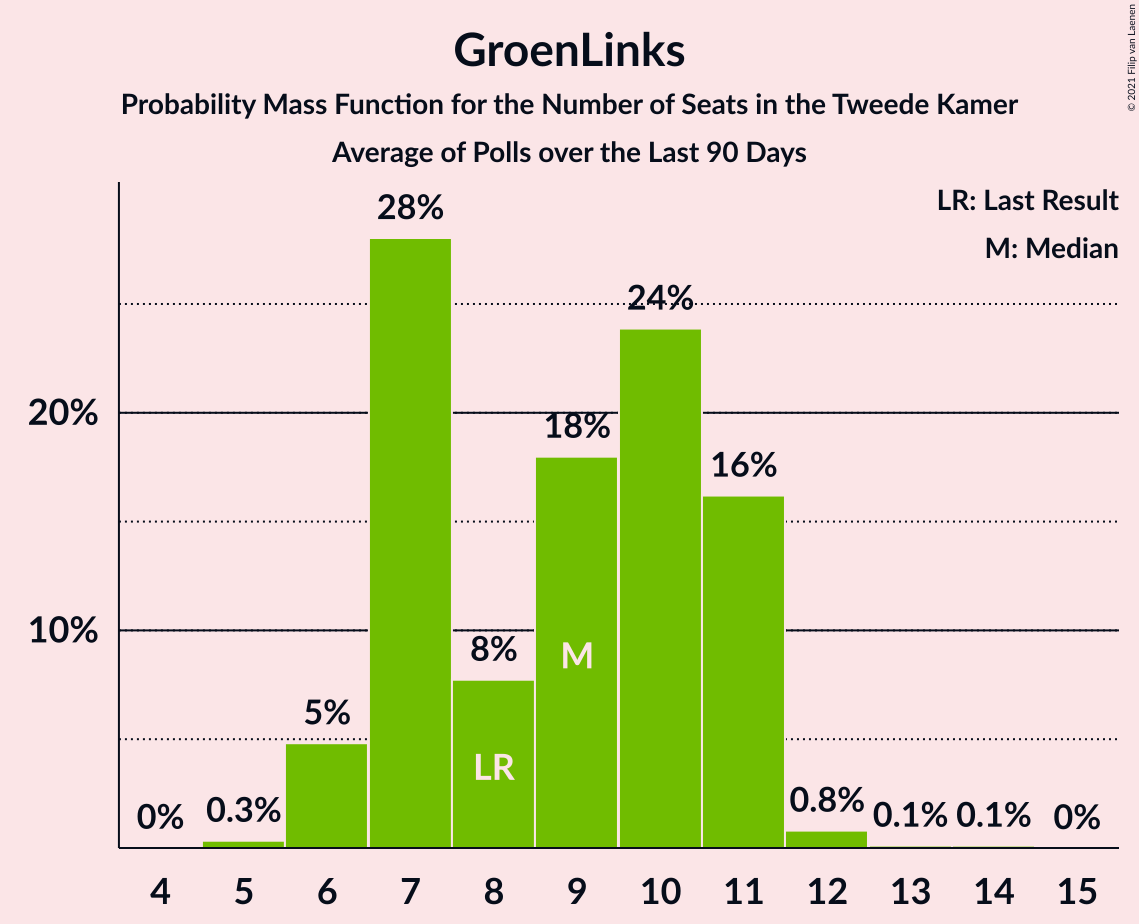 GroenLinks
Probability Mass Function for the Number of Seats in the Tweede Kamer
Average of Polls over the Last 90 Days
© 2021 Filip van Laenen
LR: Last Result
M: Median
28%
24%
20%
18%
16%
10%
8%
M
5%
LR
0%
0.3%
0.8%
0.1%
0.1%
0%
4 5 6 7 8 9 10 11 12 13 14 15